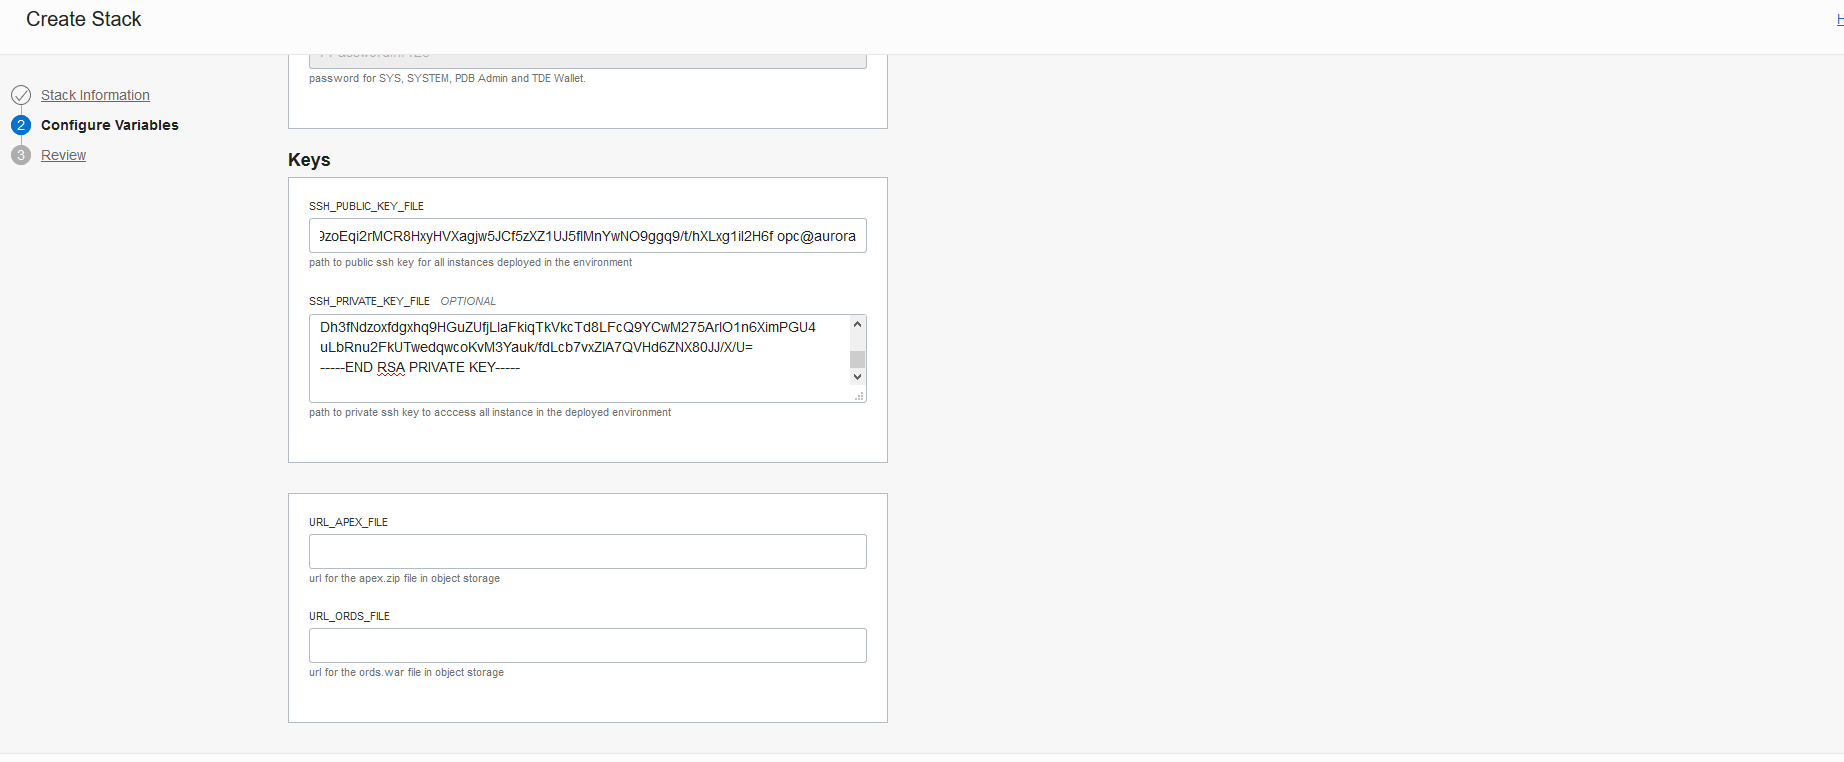 Create Stack
Stack Information
2 Configure Variables
3 Review
password for SYS, SYSTEM, PDB Admin and TDE Wallet.
Keys
SSH_PUBLIC_KEY_FILE
9zoEqi2rMCR8HxyHVXagjw5JCf5zXZ1UJ5flMnYwNO9ggq9/t/hXLxg1il2H6f opc@aurora
path to public ssh key for all instances deployed in the environment
SSH_PRIVATE_KEY_FILE OPTIONAL
Dh3fNdzoxfdgxhq9HGuZUfjLlaFkiqTkVkcTd8LFcQ9YCwM275ArlO1n6XimPGU4
uLbRnu2FkUTwedqwcoKvM3Yauk/fdLcb7vxZlA7QVHd6ZNX80JJ/X/U=
-----END RSA PRIVATE KEY-----
path to private ssh key to acccess all instance in the deployed environment
URL_APEX_FILE
url for the apex.zip file in object storage
URL_ORDS_FILE
url for the ords.war file in object storage